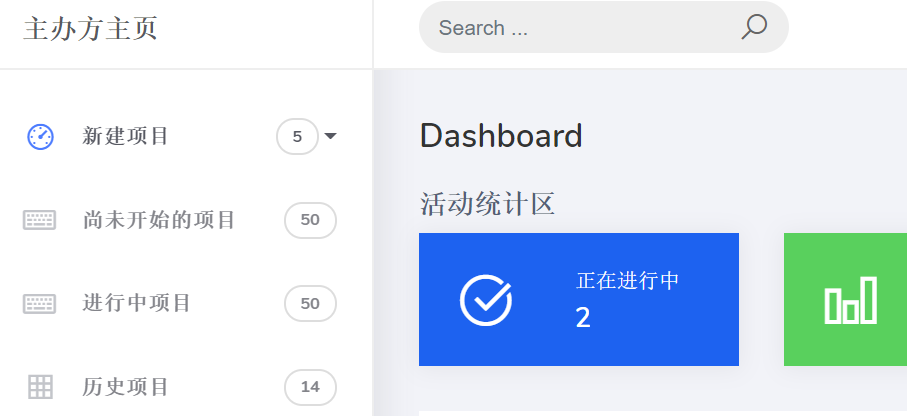 主办方主页
Search ...
新建项目 5
尚未开始的项目 50
进行中项目 50
历史项目 14
Dashboard
活动统计区
正在进行中
2